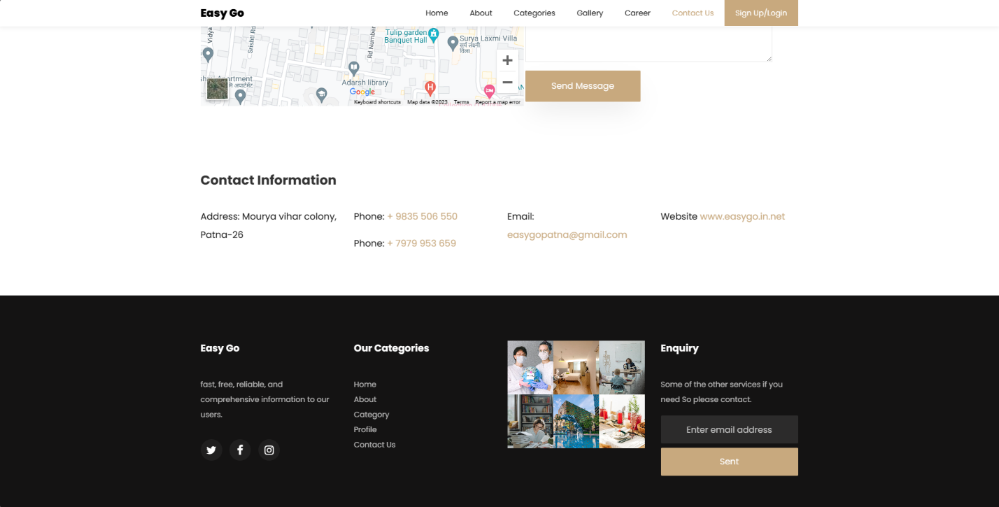 Easy Go
Home About Categories Gallery Career Contact Us Sign Up/Login
Vidya
Srishti
Rd Number
Tulip garden
Banquet Hall
Surya Laxmi Villa
सूर्य लक्ष्मी
विला
Adarsh library
Google
Keyboard shortcuts Map data ©2023 Terms Report a map error
Send Message
Contact Information
Address: Mourya vihar colony,
Patna-26
Phone: + 9835 506 550
Phone: + 7979 953 659
Email:
easygopatna@gmail.com
Website www.easygo.in.net
Easy Go
fast, free, reliable, and
comprehensive information to our
users.
Our Categories
Home
About
Category
Profile
Contact Us
Enquiry
Some of the other services if you
need So please contact.
Enter email address
Sent